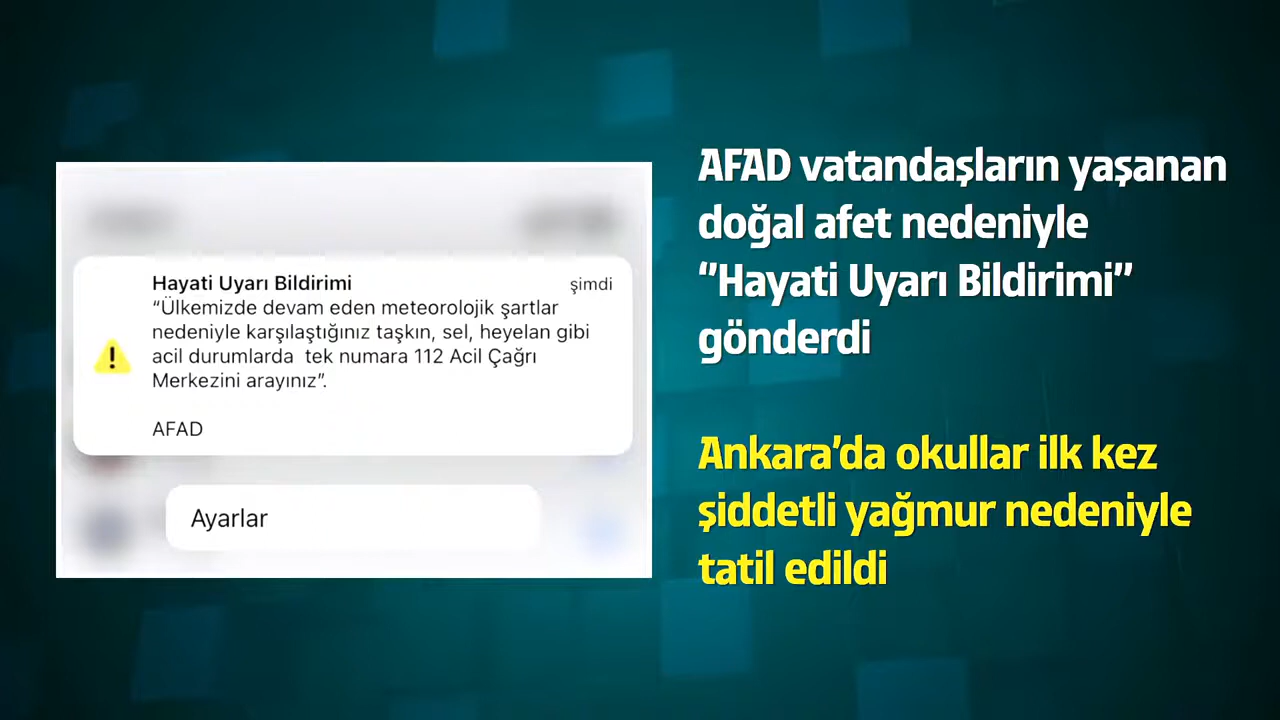 Hayati Uyarı Bildirimi
şimdi
“Ülkemizde devam eden meteorolojik şartlar
nedeniyle karşılaştığınız taşkın, sel, heyelan gibi
acil durumlarda  tek numara 112 Acil Çağrı
Merkezini arayınız”.
AFAD
Ayarlar
AFAD vatandaşların yaşanan
doğal afet nedeniyle
“Hayati Uyarı Bildirimi”
gönderdi
Ankara’da okullar ilk kez
şiddetli yağmur nedeniyle
tatil edildi